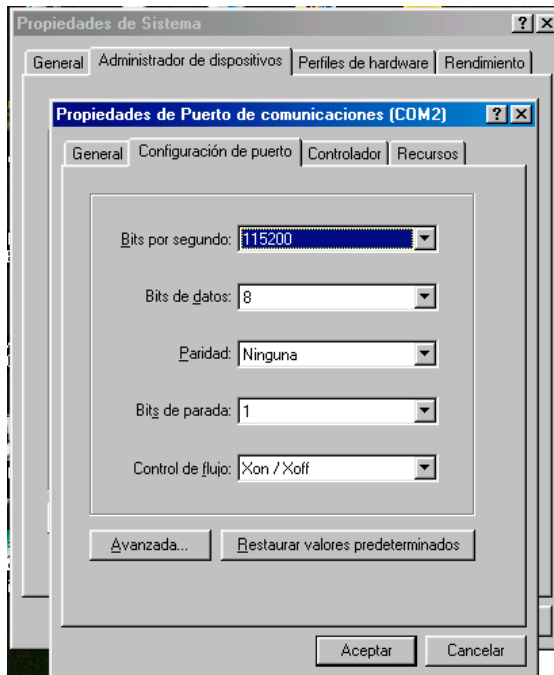 Propiedades de Sistema
General Administrador de dispositivos Perfiles de hardware Rendimiento
Propiedades de Puerto de comunicaciones (COM2)
General Configuración de puerto Controlador Recursos
Bits por segundo: 115200
Bits de datos: 8
Paridad: Ninguna
Bits de parada: 1
Control de flujo: Xon / Xoff
Avanzada... Restaurar valores predeterminados
Aceptar Cancelar